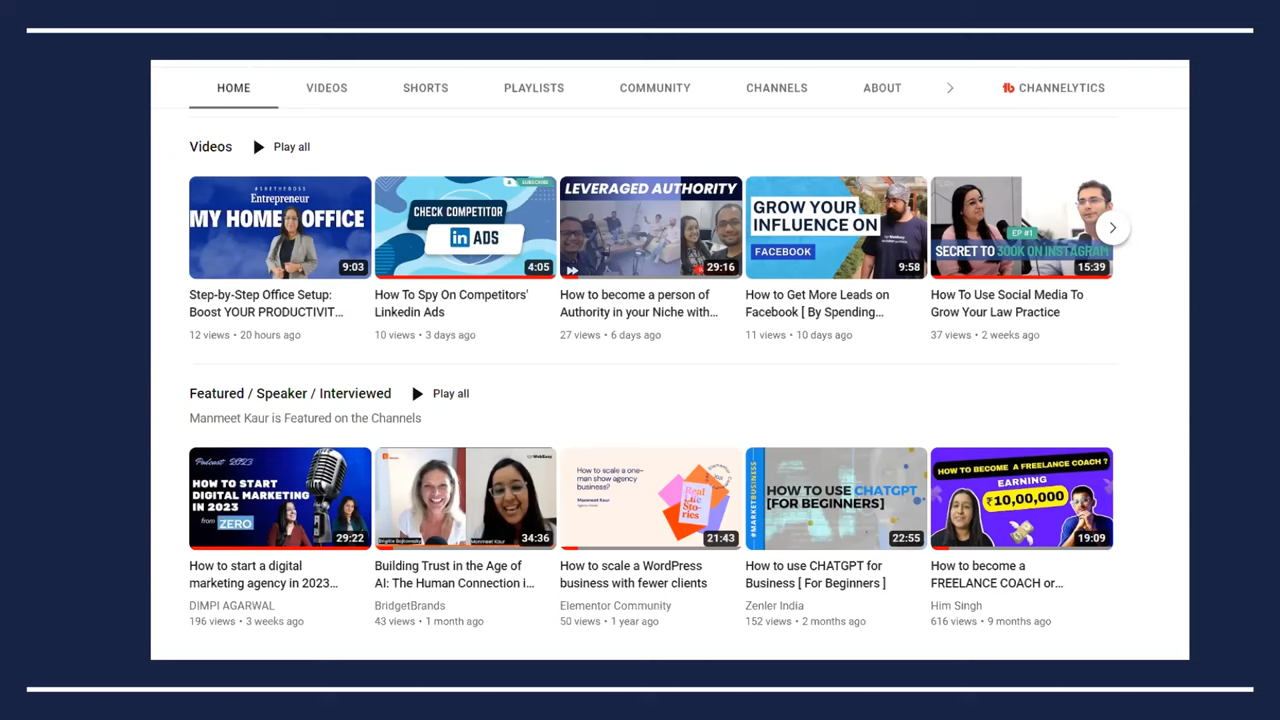 HOME VIDEOS SHORTS PLAYLISTS COMMUNITY CHANNELS ABOUT CHANNELYTICS
Videos Play all
#SHETHEBOSS
Entrepreneur
MY HOME OFFICE
9:03
SUBSCRIBE
CHECK COMPETITOR
in ADS
4:05
LEVERAGED AUTHORITY
29:16
GROW YOUR
INFLUENCE ON
FACEBOOK
9:58
EP #1
SECRET TO 300K ON INSTAGRAM
15:39
Step-by-Step Office Setup:
Boost YOUR PRODUCTIVIT...
12 views • 20 hours ago
How To Spy On Competitors'
Linkedin Ads
10 views • 3 days ago
How to become a person of
Authority in your Niche with...
27 views • 6 days ago
How to Get More Leads on
Facebook [ By Spending...
11 views • 10 days ago
How To Use Social Media To
Grow Your Law Practice
37 views • 2 weeks ago
Featured / Speaker / Interviewed Play all
Manmeet Kaur is Featured on the Channels
Podcast 2023
HOW TO START
DIGITAL MARKETING
IN 2023
from ZERO
29:22
WebEasy
Manmeet Kaur
34:36
How to scale a one-
man show agency
business?
Manmeet Kaur
Real
Life
Sto-
ries
21:43
#MARKETBUSINESS
HOW TO USE CHATGPT
[FOR BEGINNERS]
22:55
HOW TO BECOME A FREELANCE COACH ?
EARNING
₹10,00,000
19:09
How to start a digital
marketing agency in 2023...
DIMPI AGARWAL
196 views • 3 weeks ago
Building Trust in the Age of
AI: The Human Connection i...
BridgetBrands
43 views • 1 month ago
How to scale a WordPress
business with fewer clients
Elementor Community
50 views • 1 year ago
How to use CHATGPT for
Business [ For Beginners ]
Zenler India
152 views • 2 months ago
How to become a
FREELANCE COACH or...
Him Singh
616 views • 9 months ago